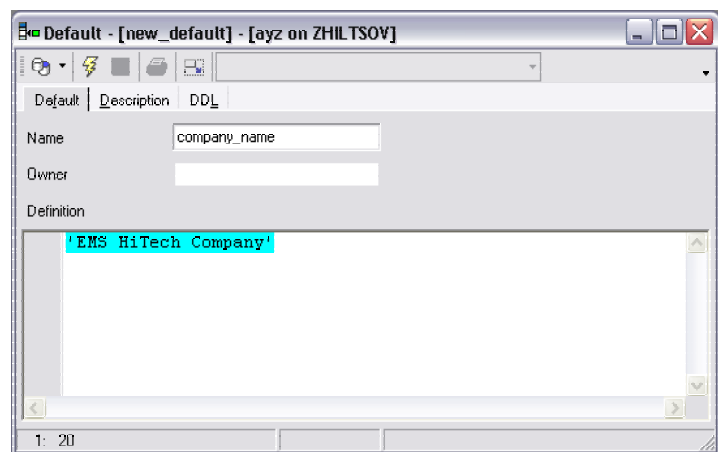 Default - [new_default] - [ayz on ZHILTSOV]
Default Description DDL
Name company_name
Owner
Definition
'EMS HiTech Company'
1: 20